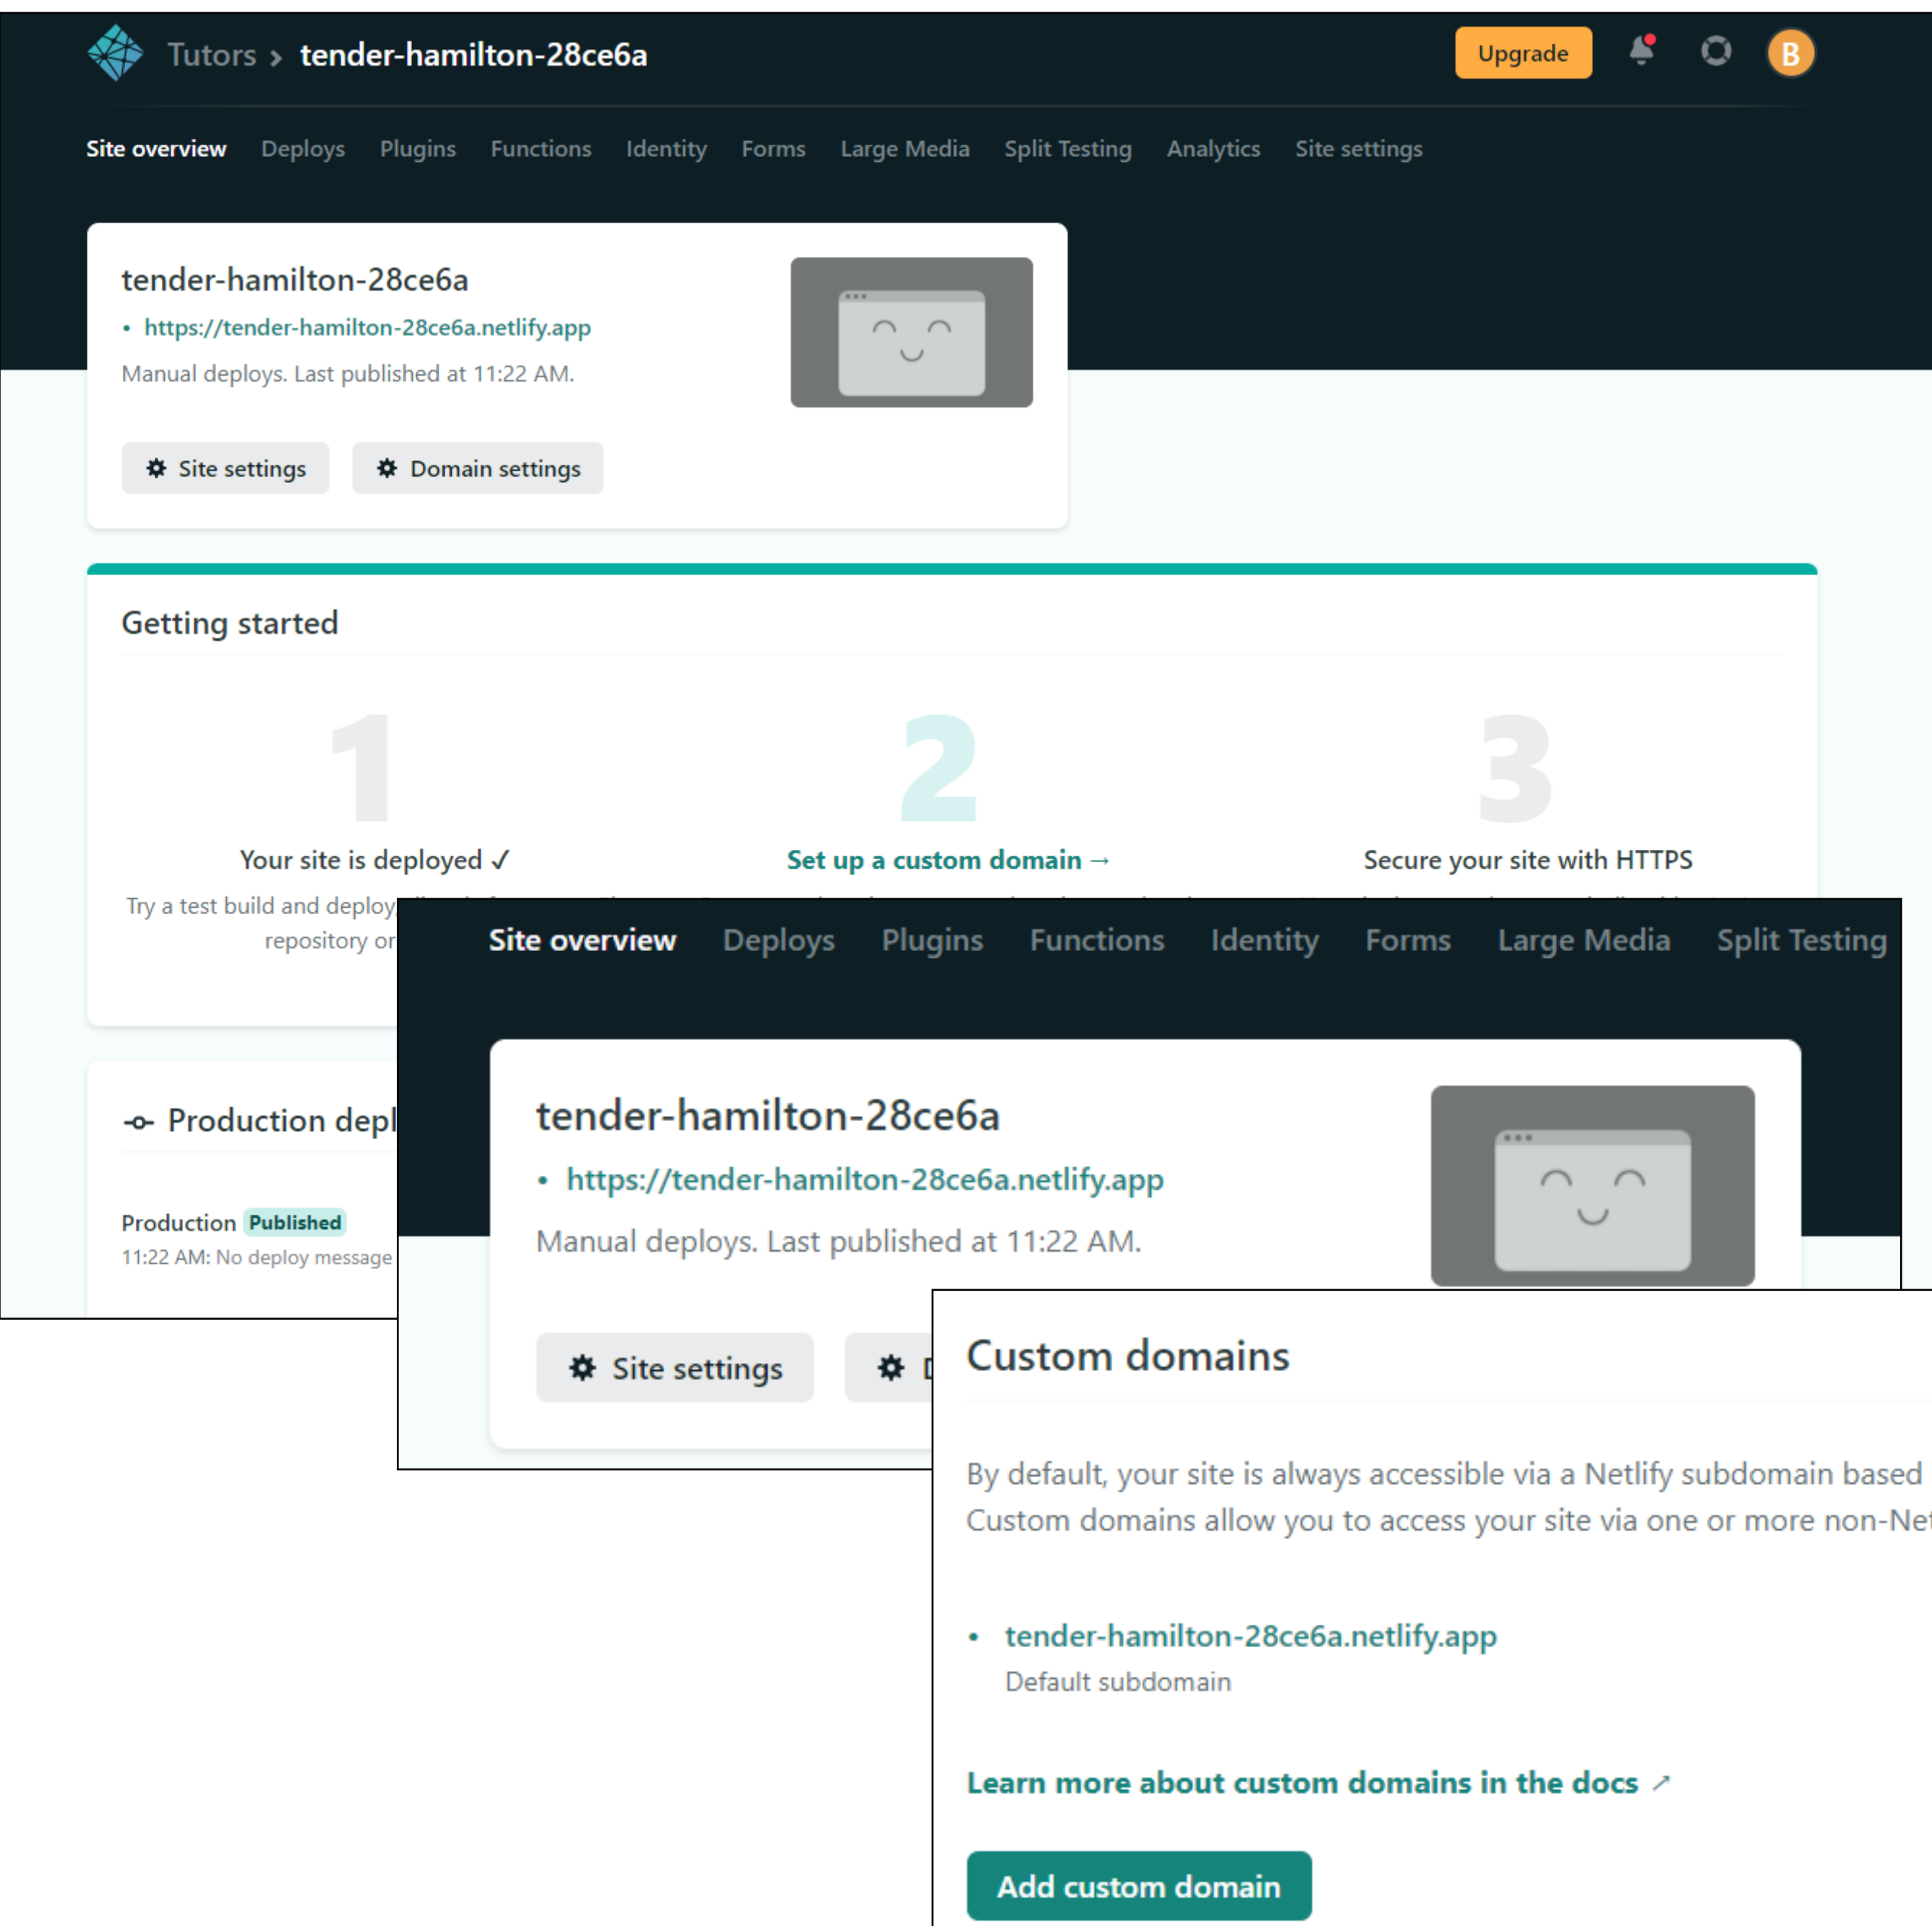 Tutors > tender-hamilton-28ce6a
Upgrade
B
Site overview Deploys Plugins Functions Identity Forms Large Media Split Testing Analytics Site settings
tender-hamilton-28ce6a
• https://tender-hamilton-28ce6a.netlify.app
Manual deploys. Last published at 11:22 AM.
Site settings
Domain settings
Getting started
1
Your site is deployed ✓
Try a test build and deploy,
repository or
2
Set up a custom domain →
3
Secure your site with HTTPS
Production depl
Production Published
11:22 AM: No deploy message
Site overview Deploys Plugins Functions Identity Forms Large Media Split Testing
tender-hamilton-28ce6a
• https://tender-hamilton-28ce6a.netlify.app
Manual deploys. Last published at 11:22 AM.
Site settings
Custom domains
By default, your site is always accessible via a Netlify subdomain based
Custom domains allow you to access your site via one or more non-Net
• tender-hamilton-28ce6a.netlify.app
Default subdomain
Learn more about custom domains in the docs ↗
Add custom domain